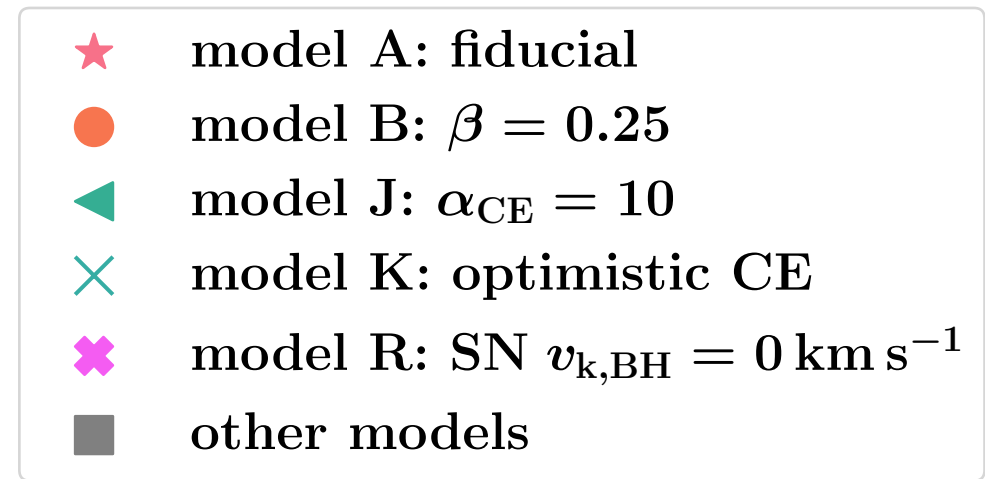 model A: fiducial
model B: β = 0.25
model J: α_CE = 10
model K: optimistic CE
model R: SN v_k,BH = 0 km s⁻¹
other models